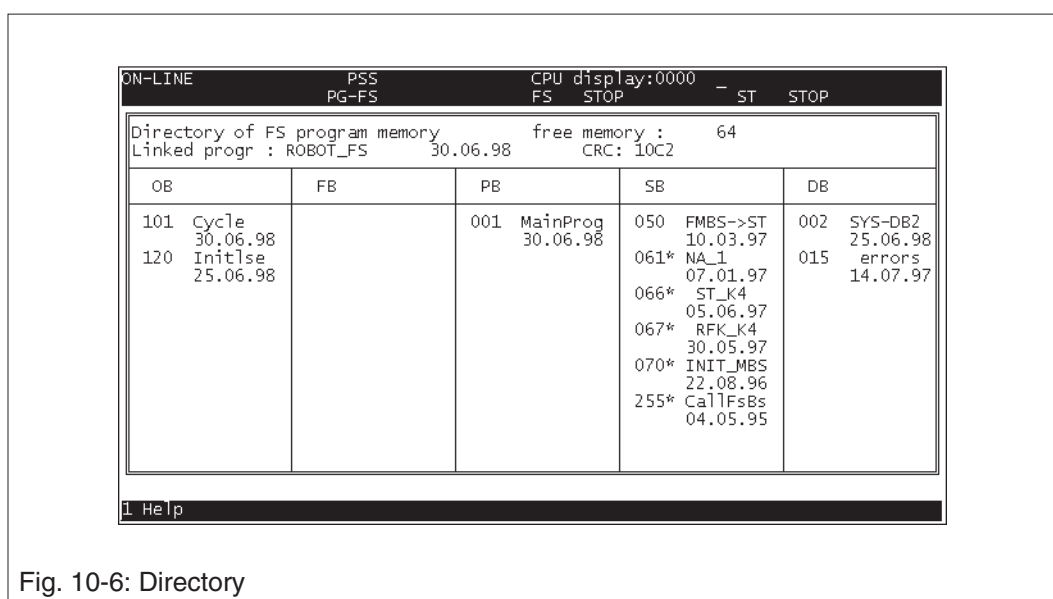 ON-LINE PSS CPU display:0000 _
PG-FS FS STOP ST STOP
Directory of FS program memory free memory : 64
Linked progr : ROBOT_FS 30.06.98 CRC: 10C2
OB FB PB SB DB
101 Cycle 001 MainProg 050 FMBS->ST 002 SYS-DB2
30.06.98 30.06.98 10.03.97 25.06.98
120 Initlse 061* NA_1 015 errors
25.06.98 07.01.97 14.07.97
066* ST_K4
05.06.97
067* RFK_K4
30.05.97
070* INIT_MBS
22.08.96
255* CallFsBs
04.05.95
1 Help
Fig. 10-6: Directory